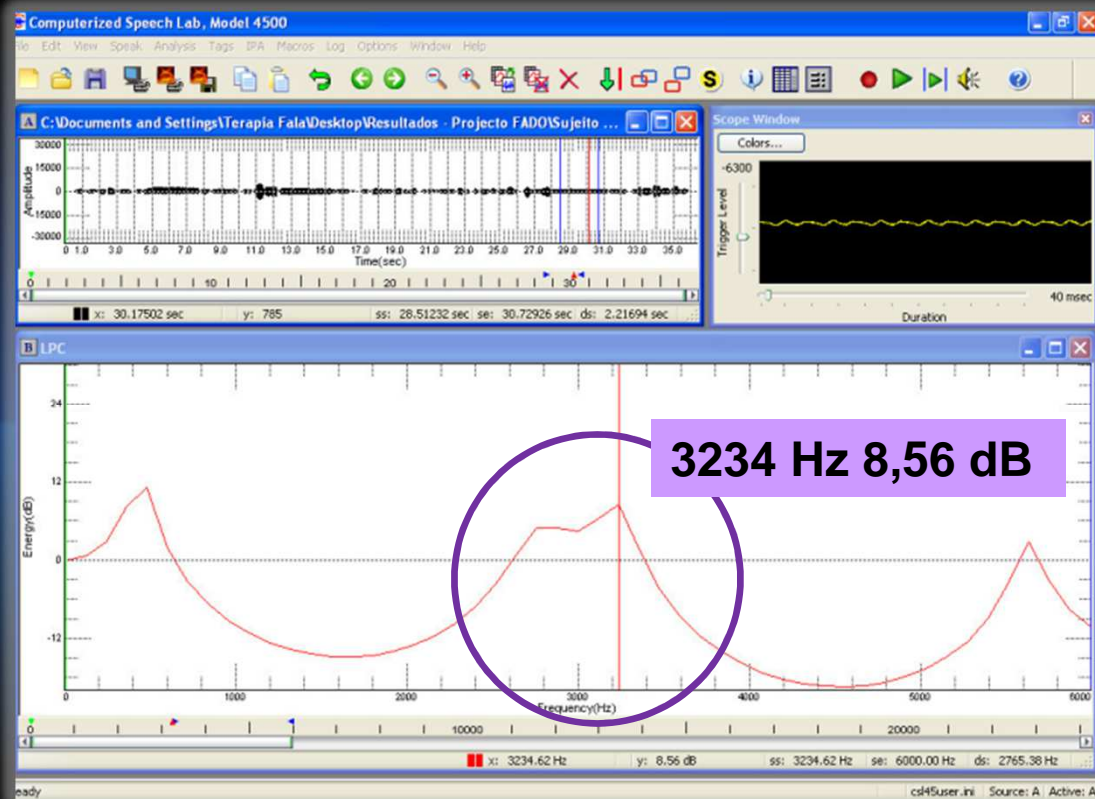 Computerized Speech Lab, Model 4500
File Edit View Speak Analysis Tags IPA Macros Log Options Window Help
A C:\Documents and Settings\Terapia Fala\Desktop\Resultados - Projecto FADO\Sujeito ...
30000
15000
0
-15000
-30000
Amplitude
0 1.0 3.0 5.0 7.0 9.0 11.0 13.0 15.0 17.0 19.0 21.0 23.0 25.0 27.0 29.0 31.0 33.0 35.0
Time(sec)
0 10 20 30
x: 30.17502 sec y: 785 ss: 28.51232 sec se: 30.72926 sec ds: 2.21694 sec
Scope Window
Colors...
-6300
Trigger Level
40 msec
Duration
B LPC
24
12
0
-12
Energy(dB)
3234 Hz 8,56 dB
0 1000 2000 3000 4000 5000 6000
Frequency(Hz)
0 10000 20000
x: 3234.62 Hz y: 8.56 dB ss: 3234.62 Hz se: 6000.00 Hz ds: 2765.38 Hz
eady csl45user.ini Source: A Active: A